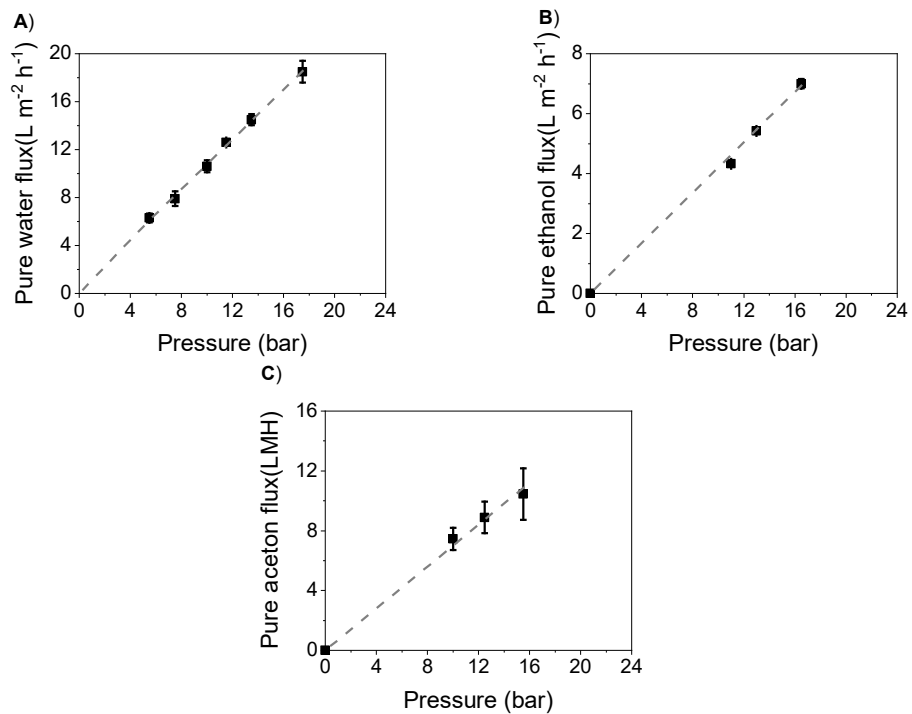 A)
20
16
12
8
4
0
Pure water flux(L m⁻² h⁻¹)
0 4 8 12 16 20 24
Pressure (bar)
B)
8
6
4
2
0
Pure ethanol flux(L m⁻² h⁻¹)
0 4 8 12 16 20 24
Pressure (bar)
C)
16
12
8
4
0
Pure aceton flux(LMH)
0 4 8 12 16 20 24
Pressure (bar)